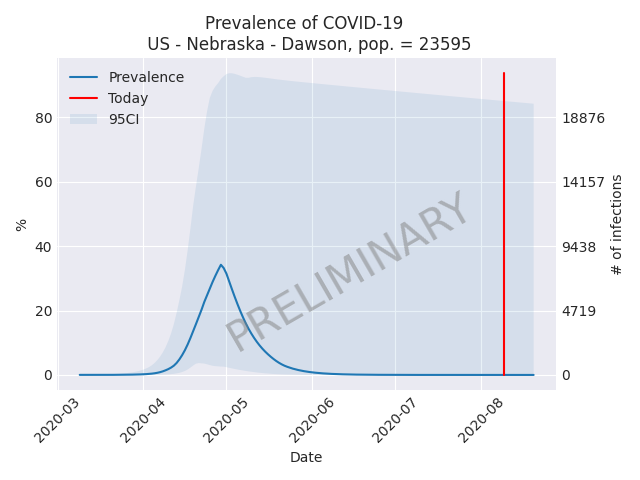 Prevalence of COVID-19
US - Nebraska - Dawson, pop. = 23595
Prevalence
Today
95CI
80
60
40
20
0
%
18876
14157
9438
4719
0
# of infections
PRELIMINARY
2020-03
2020-04
2020-05
2020-06
2020-07
2020-08
Date